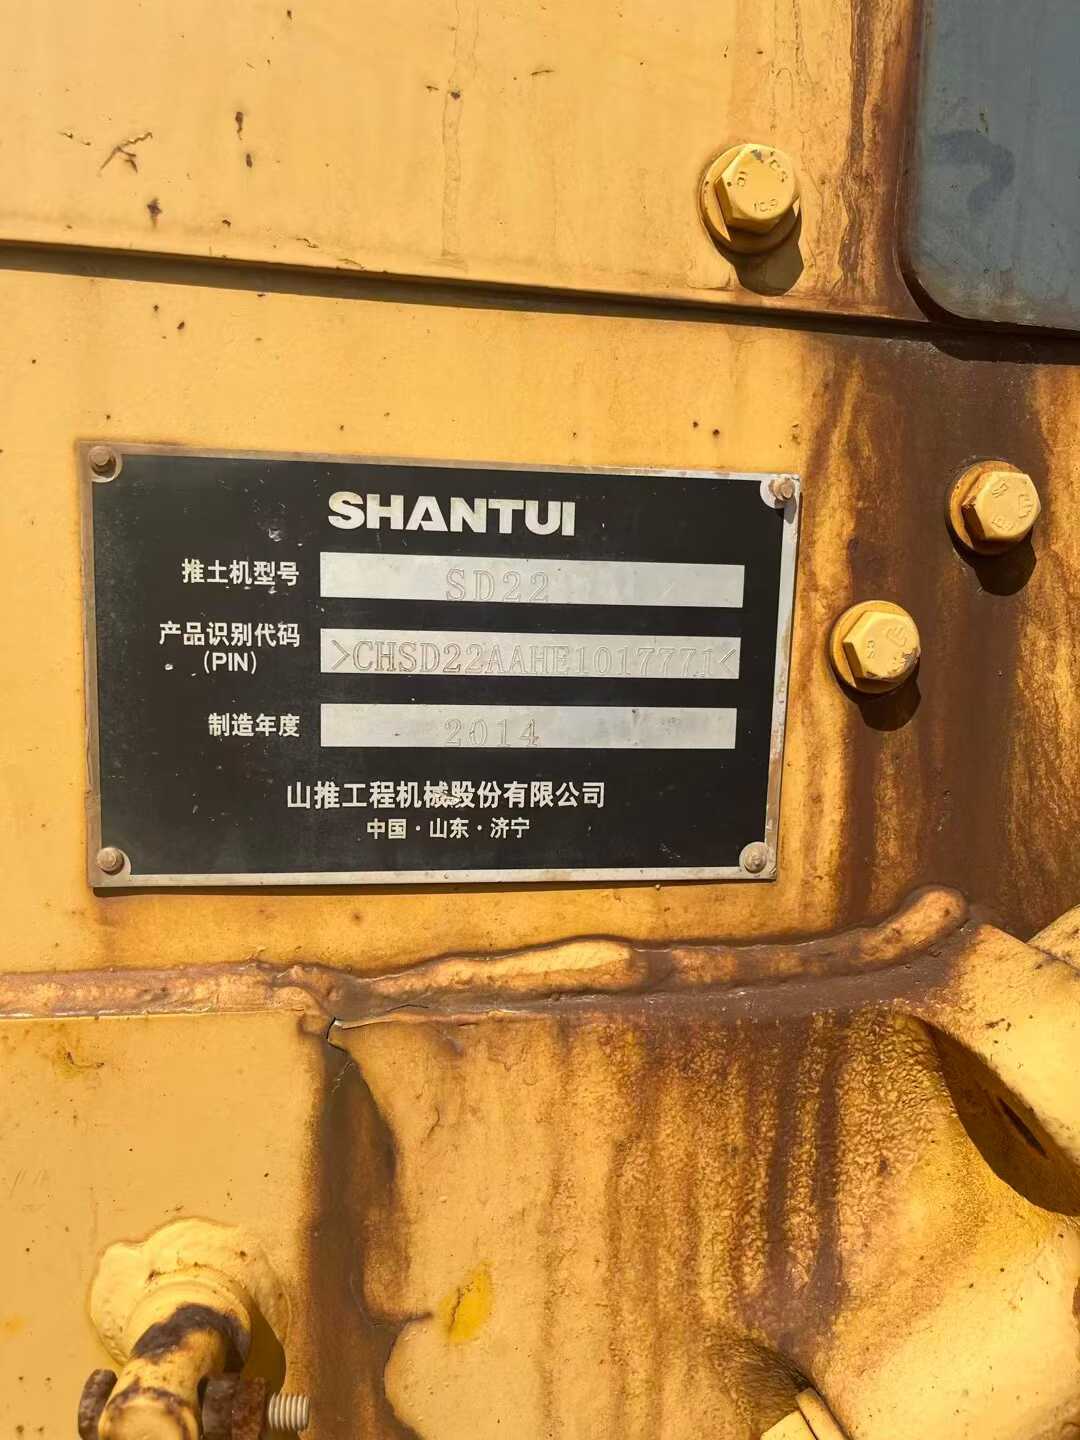 SHANTUI
推土机型号 SD22
产品识别代码 >CHSD22AAHE1017771<
(PIN)
制造年度 2014
山推工程机械股份有限公司
中国·山东·济宁